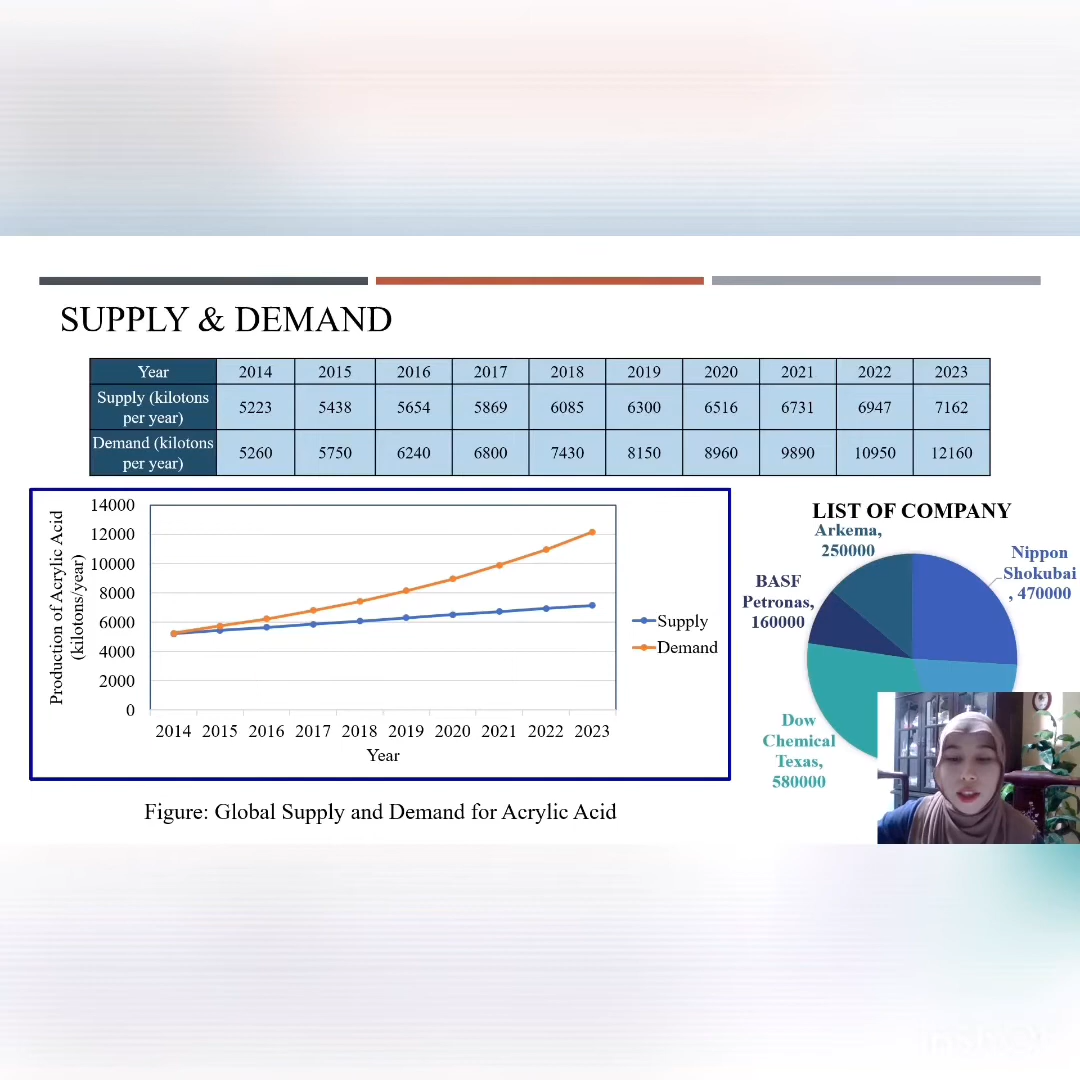 SUPPLY & DEMAND
Year 2014 2015 2016 2017 2018 2019 2020 2021 2022 2023
Supply (kilotons per year) 5223 5438 5654 5869 6085 6300 6516 6731 6947 7162
Demand (kilotons per year) 5260 5750 6240 6800 7430 8150 8960 9890 10950 12160
Production of Acrylic Acid
(kilotons/year)
14000
12000
10000
8000
6000
4000
2000
0
2014 2015 2016 2017 2018 2019 2020 2021 2022 2023
Year
Supply
Demand
Figure: Global Supply and Demand for Acrylic Acid
LIST OF COMPANY
Arkema,
250000
Nippon
Shokubai
, 470000
BASF
Petronas,
160000
Dow
Chemical
Texas,
580000